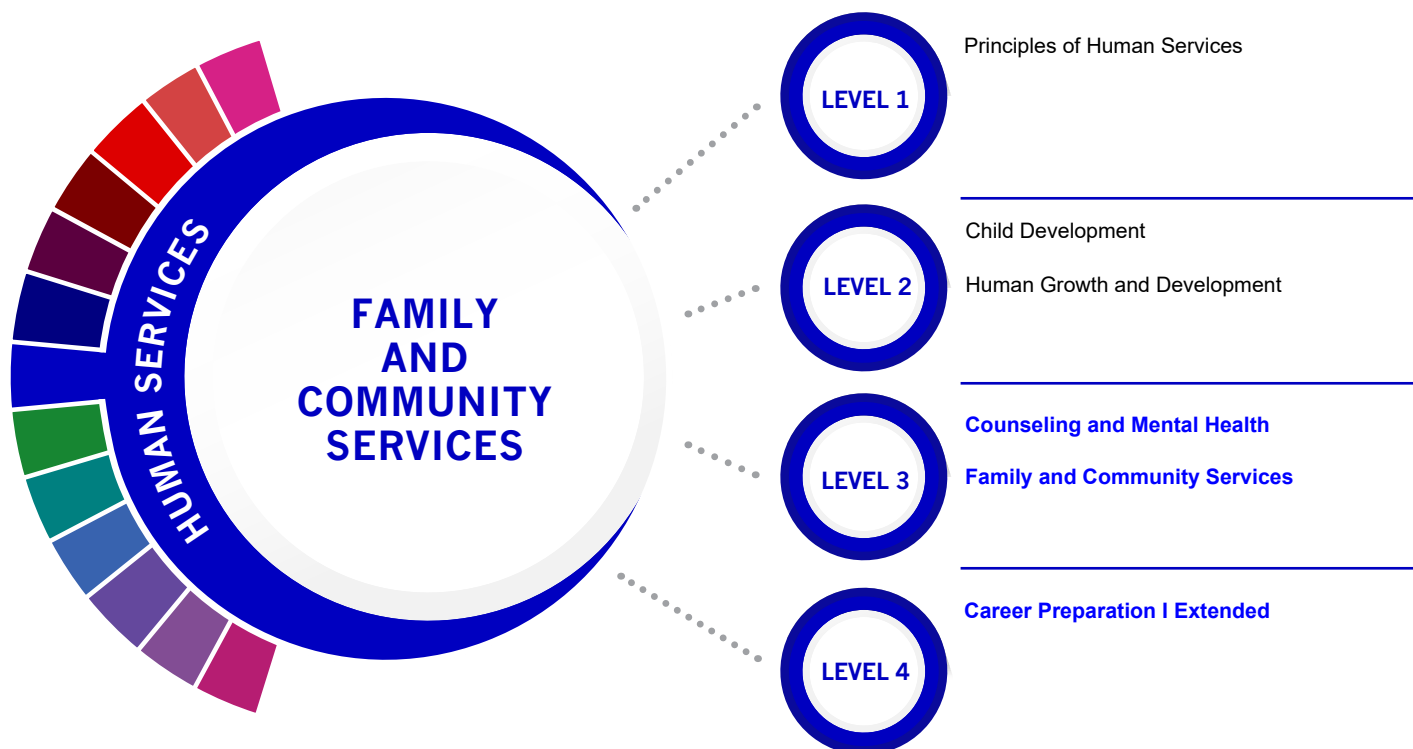 HUMAN SERVICES
FAMILY
AND
COMMUNITY
SERVICES
LEVEL 1
Principles of Human Services
LEVEL 2
Child Development
Human Growth and Development
LEVEL 3
Counseling and Mental Health
Family and Community Services
LEVEL 4
Career Preparation I Extended